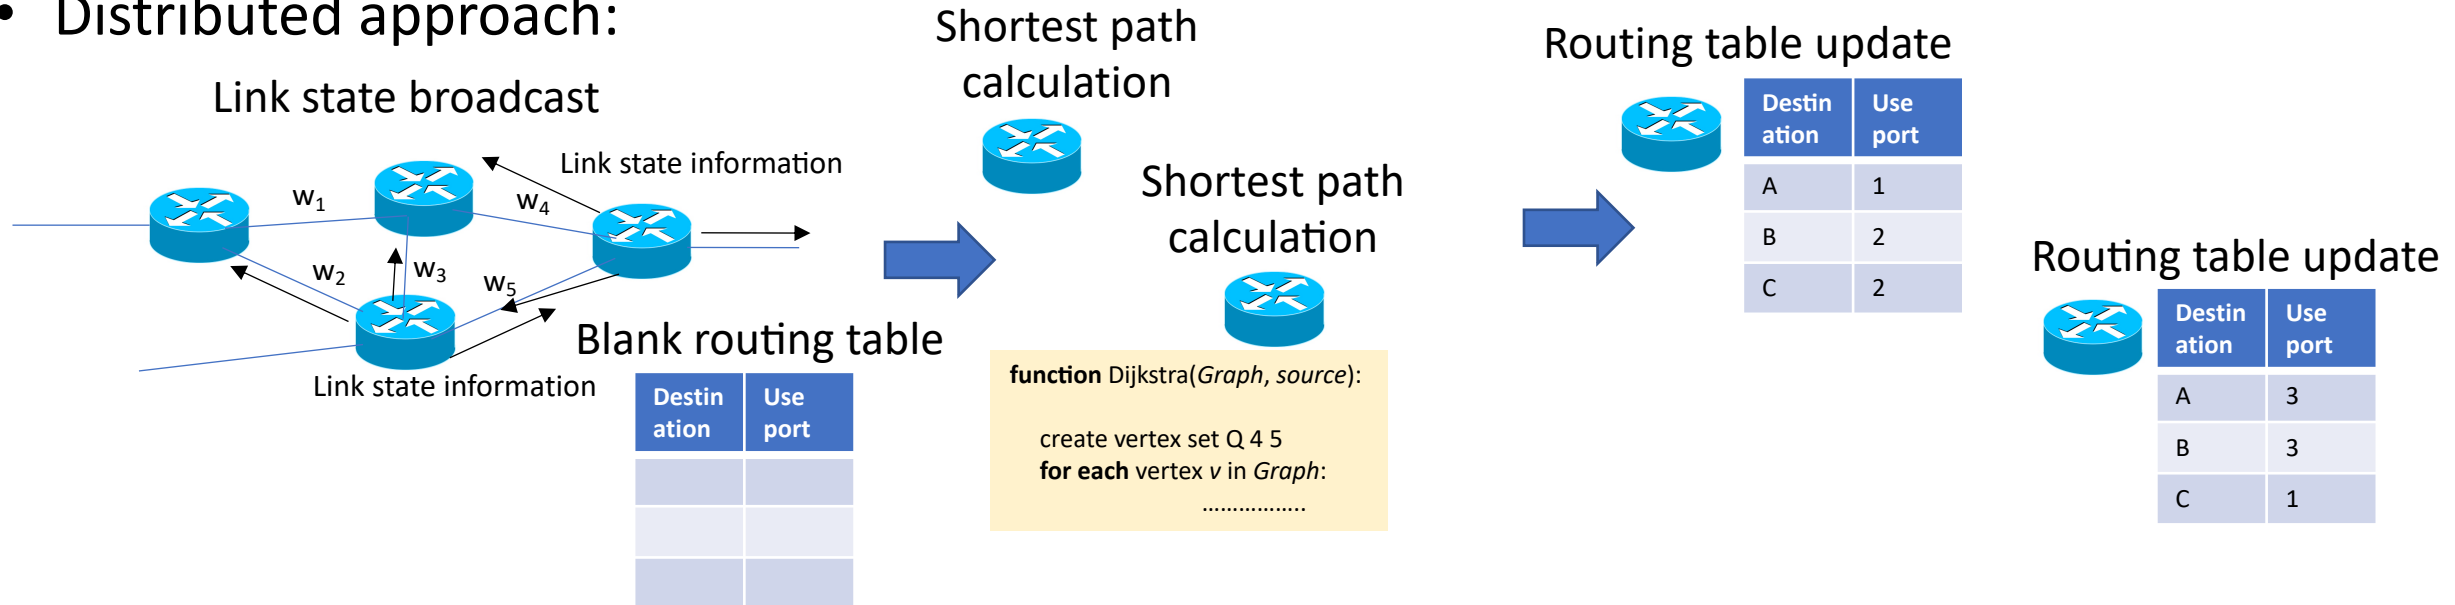 • Distributed approach:
Link state broadcast
Link state information
w1
w4
w2
w3
w5
Link state information
Blank routing table
Destin
ation
Use
port
Shortest path
calculation
Shortest path
calculation
function Dijkstra(Graph, source):
create vertex set Q 4 5
for each vertex v in Graph:
……………..
Routing table update
Destin
ation
Use
port
A 1
B 2
C 2
Routing table update
Destin
ation
Use
port
A 3
B 3
C 1